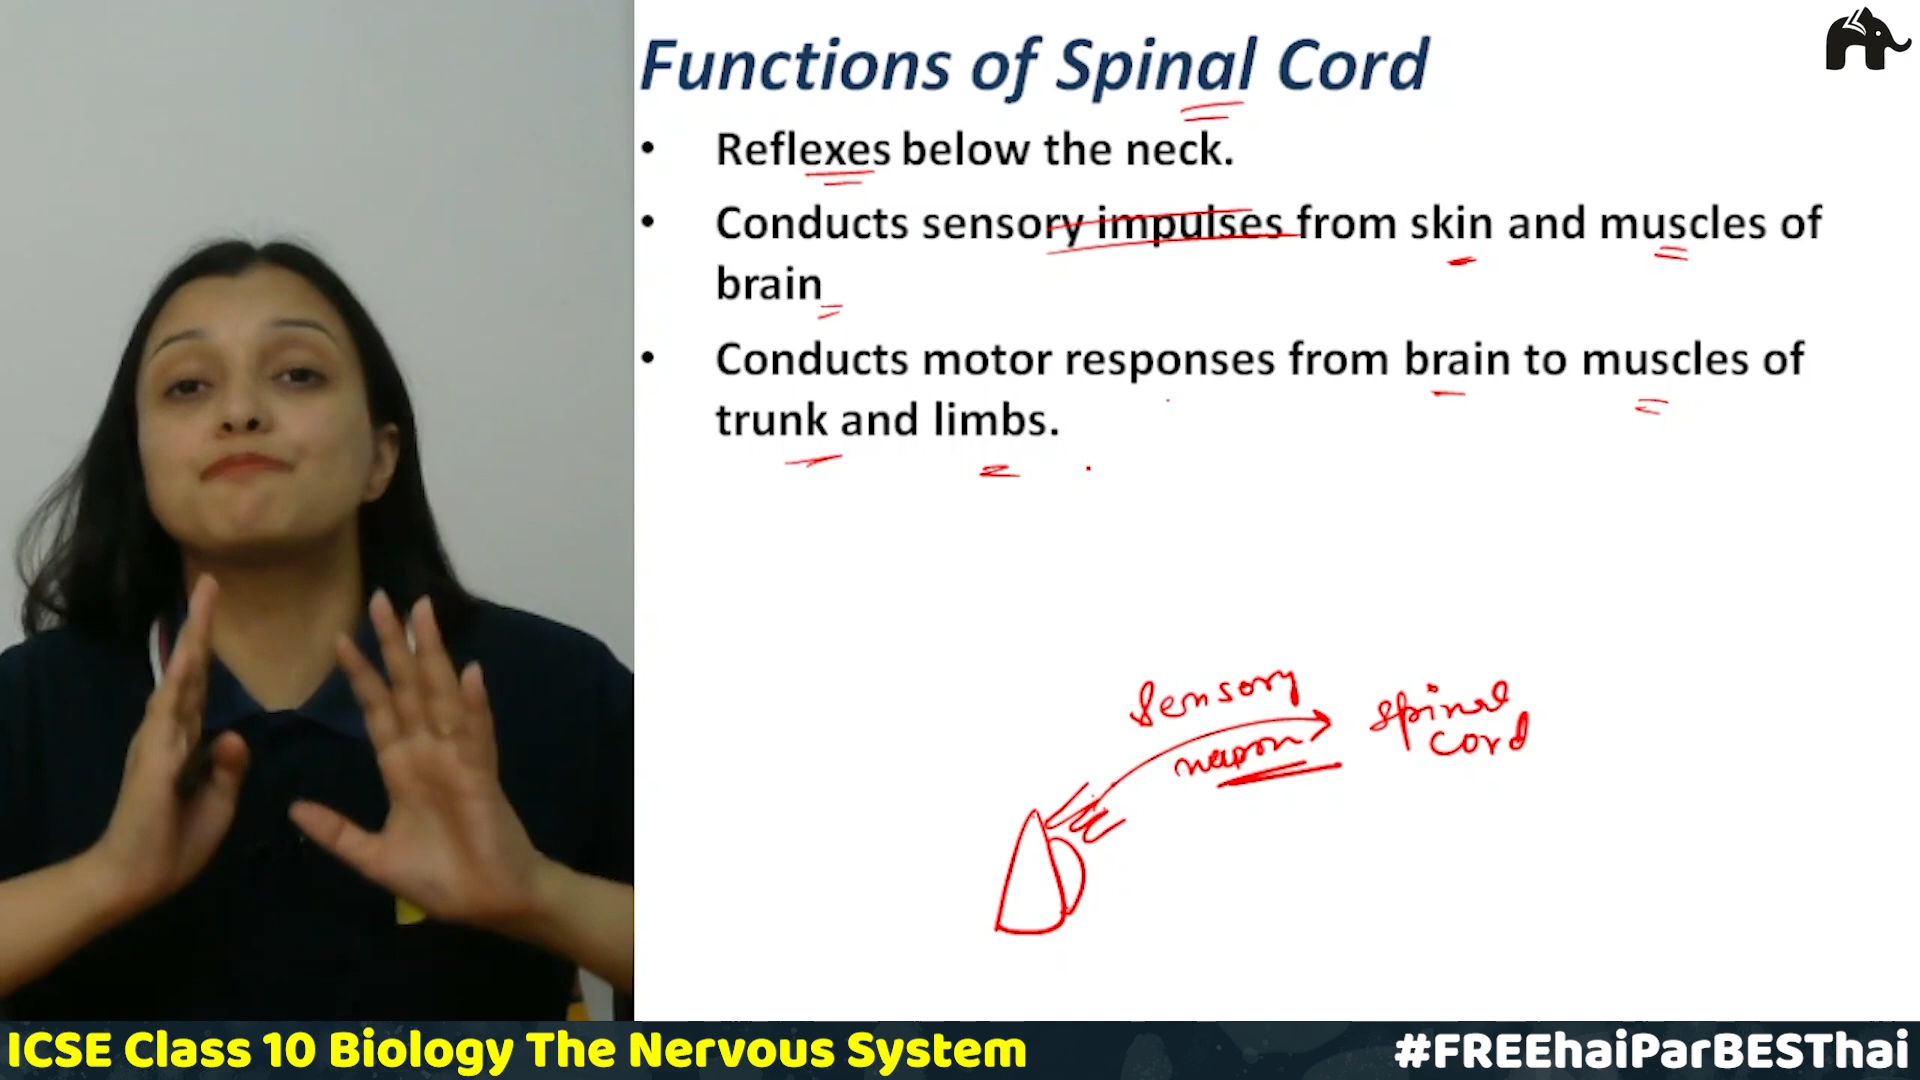 Functions of Spinal Cord
• Reflexes below the neck.
• Conducts sensory impulses from skin and muscles of
brain
• Conducts motor responses from brain to muscles of
trunk and limbs.
Sensory
Spinal
cord
ICSE Class 10 Biology The Nervous System
#FREEhaiParBESThai